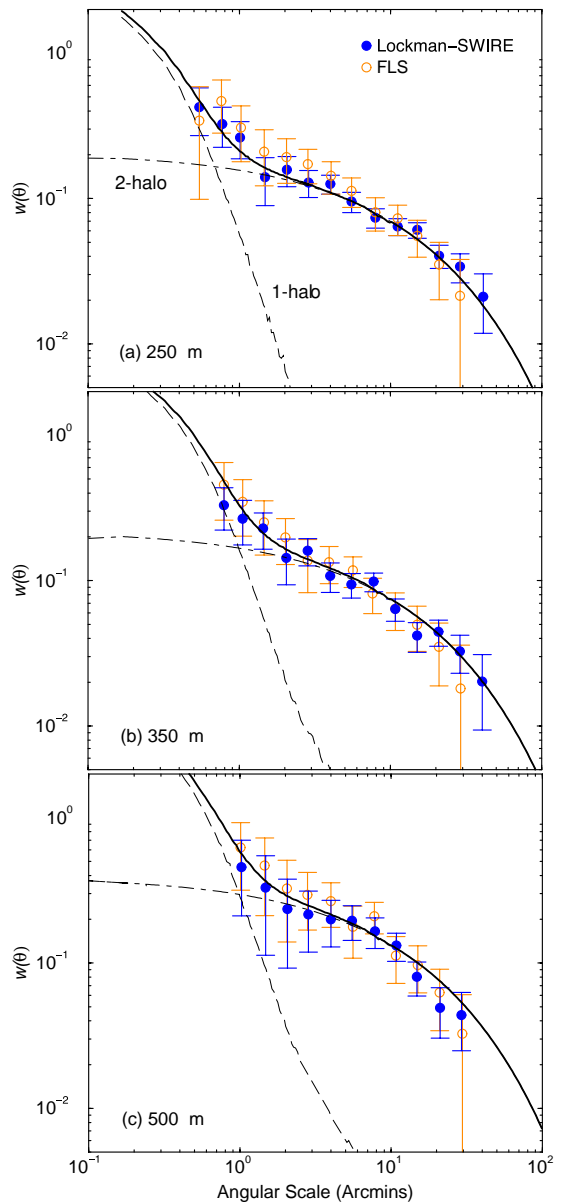 10⁰
Lockman−SWIRE
FLS
w(θ)
10⁻¹
2-halo
1-halo
10⁻²
(a) 250 m
10⁰
w(θ)
10⁻¹
10⁻²
(b) 350 m
10⁰
w(θ)
10⁻¹
10⁻²
(c) 500 m
10⁻¹ 10⁰ 10¹ 10²
Angular Scale (Arcmins)